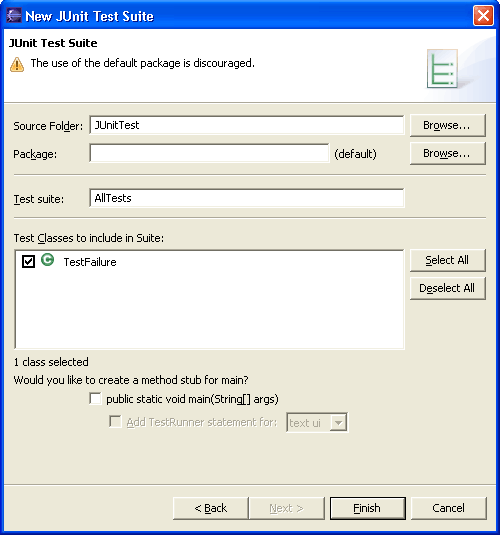 New JUnit Test Suite
JUnit Test Suite
The use of the default package is discouraged.
Source Folder: JUnitTest Browse...
Package: (default) Browse...
Test suite: AllTests
Test Classes to include in Suite:
C TestFailure Select All
Deselect All
1 class selected
Would you like to create a method stub for main?
public static void main(String[] args)
Add TestRunner statement for: text ui
< Back Next > Finish Cancel